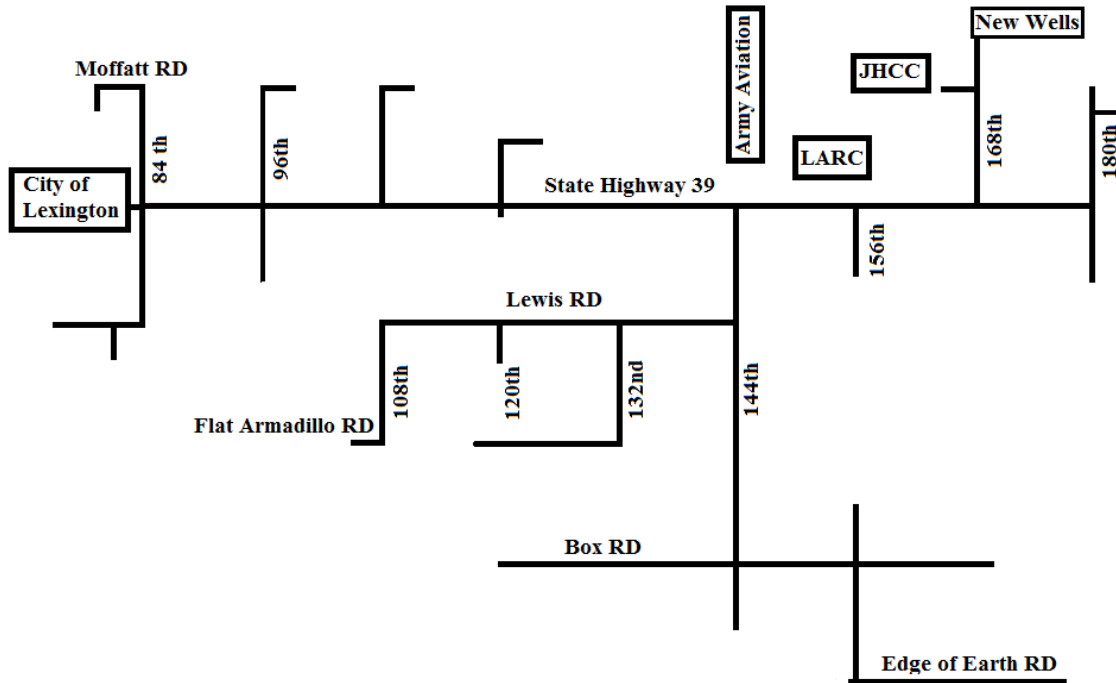 New Wells
Moffatt RD
JHCC
Army Aviation
84 th
96th
168th
180th
LARC
City of
Lexington
State Highway 39
156th
Lewis RD
108th
120th
132nd
144th
Flat Armadillo RD
Box RD
Edge of Earth RD